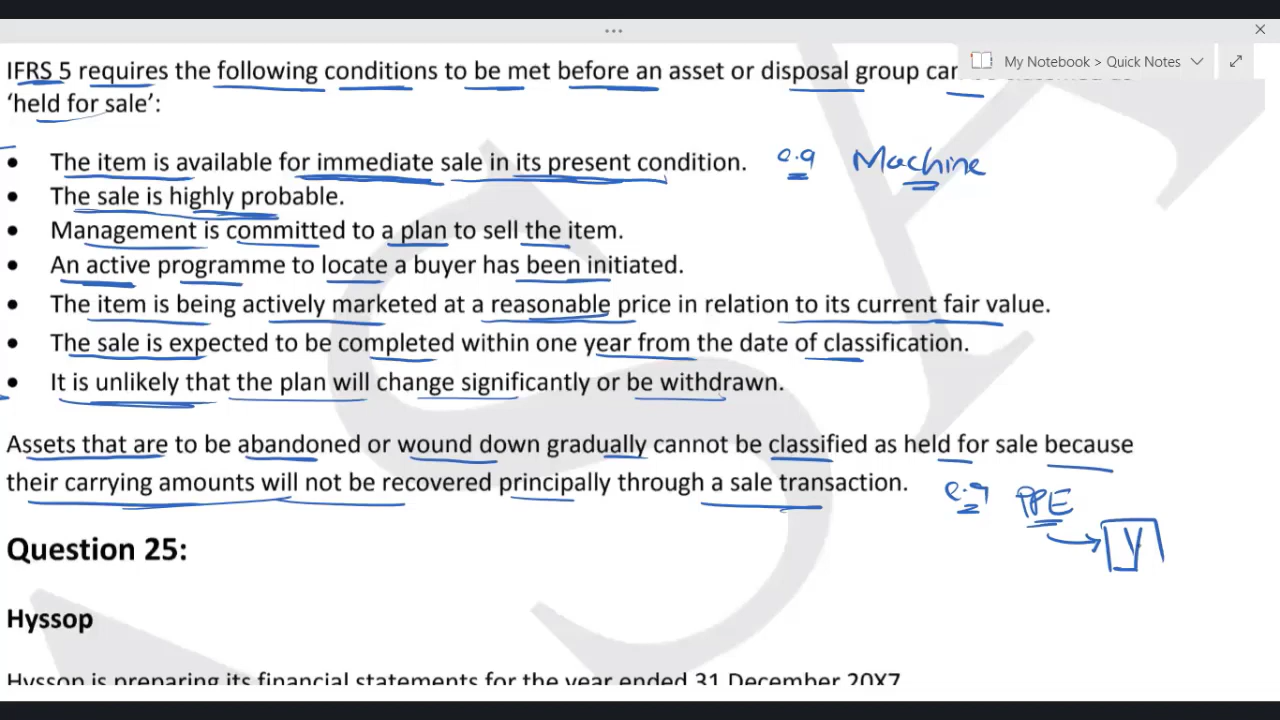 My Notebook > Quick Notes
IFRS 5 requires the following conditions to be met before an asset or disposal group can
'held for sale':
• The item is available for immediate sale in its present condition. e.g Machine
• The sale is highly probable.
• Management is committed to a plan to sell the item.
• An active programme to locate a buyer has been initiated.
• The item is being actively marketed at a reasonable price in relation to its current fair value.
• The sale is expected to be completed within one year from the date of classification.
• It is unlikely that the plan will change significantly or be withdrawn.
Assets that are to be abandoned or wound down gradually cannot be classified as held for sale because
their carrying amounts will not be recovered principally through a sale transaction. e.g PPE
Question 25:
Hyssop
Hyssop is preparing its financial statements for the year ended 31 December 20X7